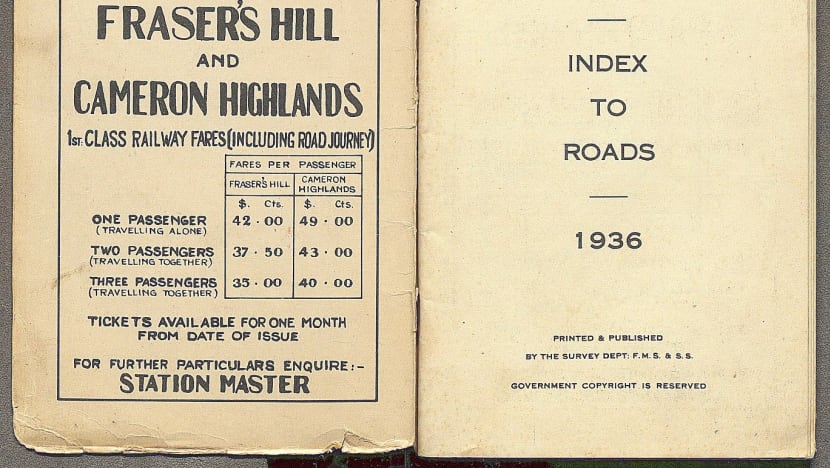 FRASER'S HILL
AND
CAMERON HIGHLANDS
1ST: CLASS RAILWAY FARES (INCLUDING ROAD JOURNEY)
FARES PER PASSENGER
FRASER'S HILL CAMERON HIGHLANDS
$. Cts. $. Cts.
ONE PASSENGER 42 · 00 49 · 00
(TRAVELLING ALONE)
TWO PASSENGERS 37 · 50 43 · 00
(TRAVELLING TOGETHER)
THREE PASSENGERS 35 · 00 40 · 00
(TRAVELLING TOGETHER)
TICKETS AVAILABLE FOR ONE MONTH
FROM DATE OF ISSUE
FOR FURTHER PARTICULARS ENQUIRE:-
STATION MASTER
INDEX
TO
ROADS
1936
PRINTED & PUBLISHED
BY THE SURVEY DEPT: F.M.S. & S.S.
GOVERNMENT COPYRIGHT IS RESERVED